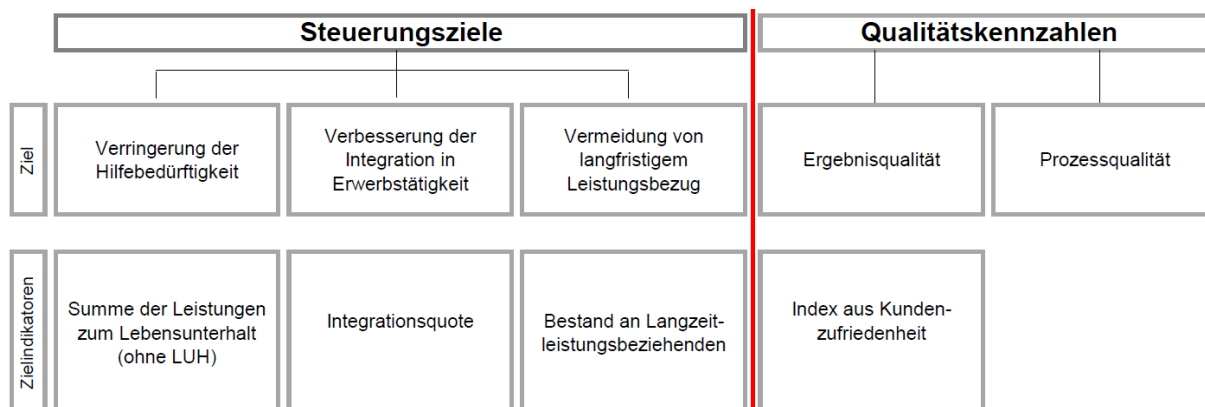 Steuerungsziele
Qualitätskennzahlen
Ziel
Verringerung der
Hilfebedürftigkeit
Verbesserung der
Integration in
Erwerbstätigkeit
Vermeidung von
langfristigem
Leistungsbezug
Ergebnisqualität
Prozessqualität
Zielindikatoren
Summe der Leistungen
zum Lebensunterhalt
(ohne LUH)
Integrationsquote
Bestand an Langzeit-
leistungsbeziehenden
Index aus Kunden-
zufriedenheit